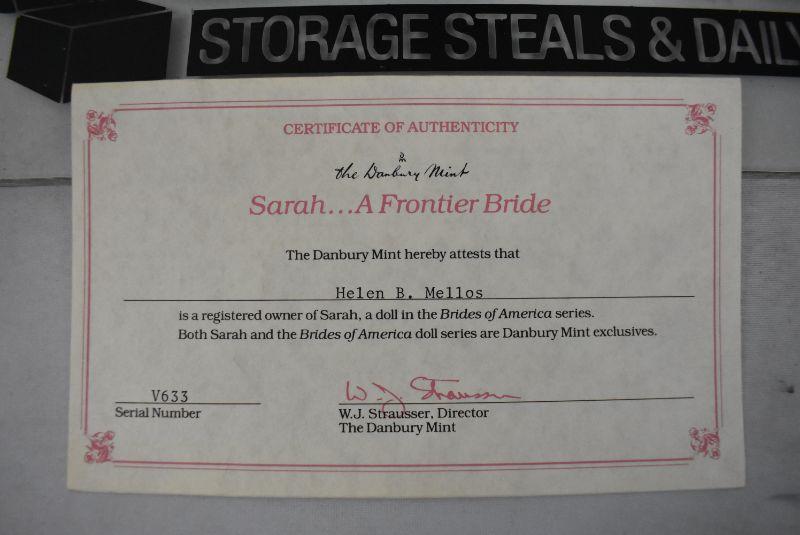 STORAGE STEALS & DAILY
CERTIFICATE OF AUTHENTICITY
the Danbury Mint
Sarah...A Frontier Bride
The Danbury Mint hereby attests that
Helen B. Mellos
is a registered owner of Sarah, a doll in the Brides of America series.
Both Sarah and the Brides of America doll series are Danbury Mint exclusives.
V633
Serial Number
W.J. Strausser
W.J. Strausser, Director
The Danbury Mint